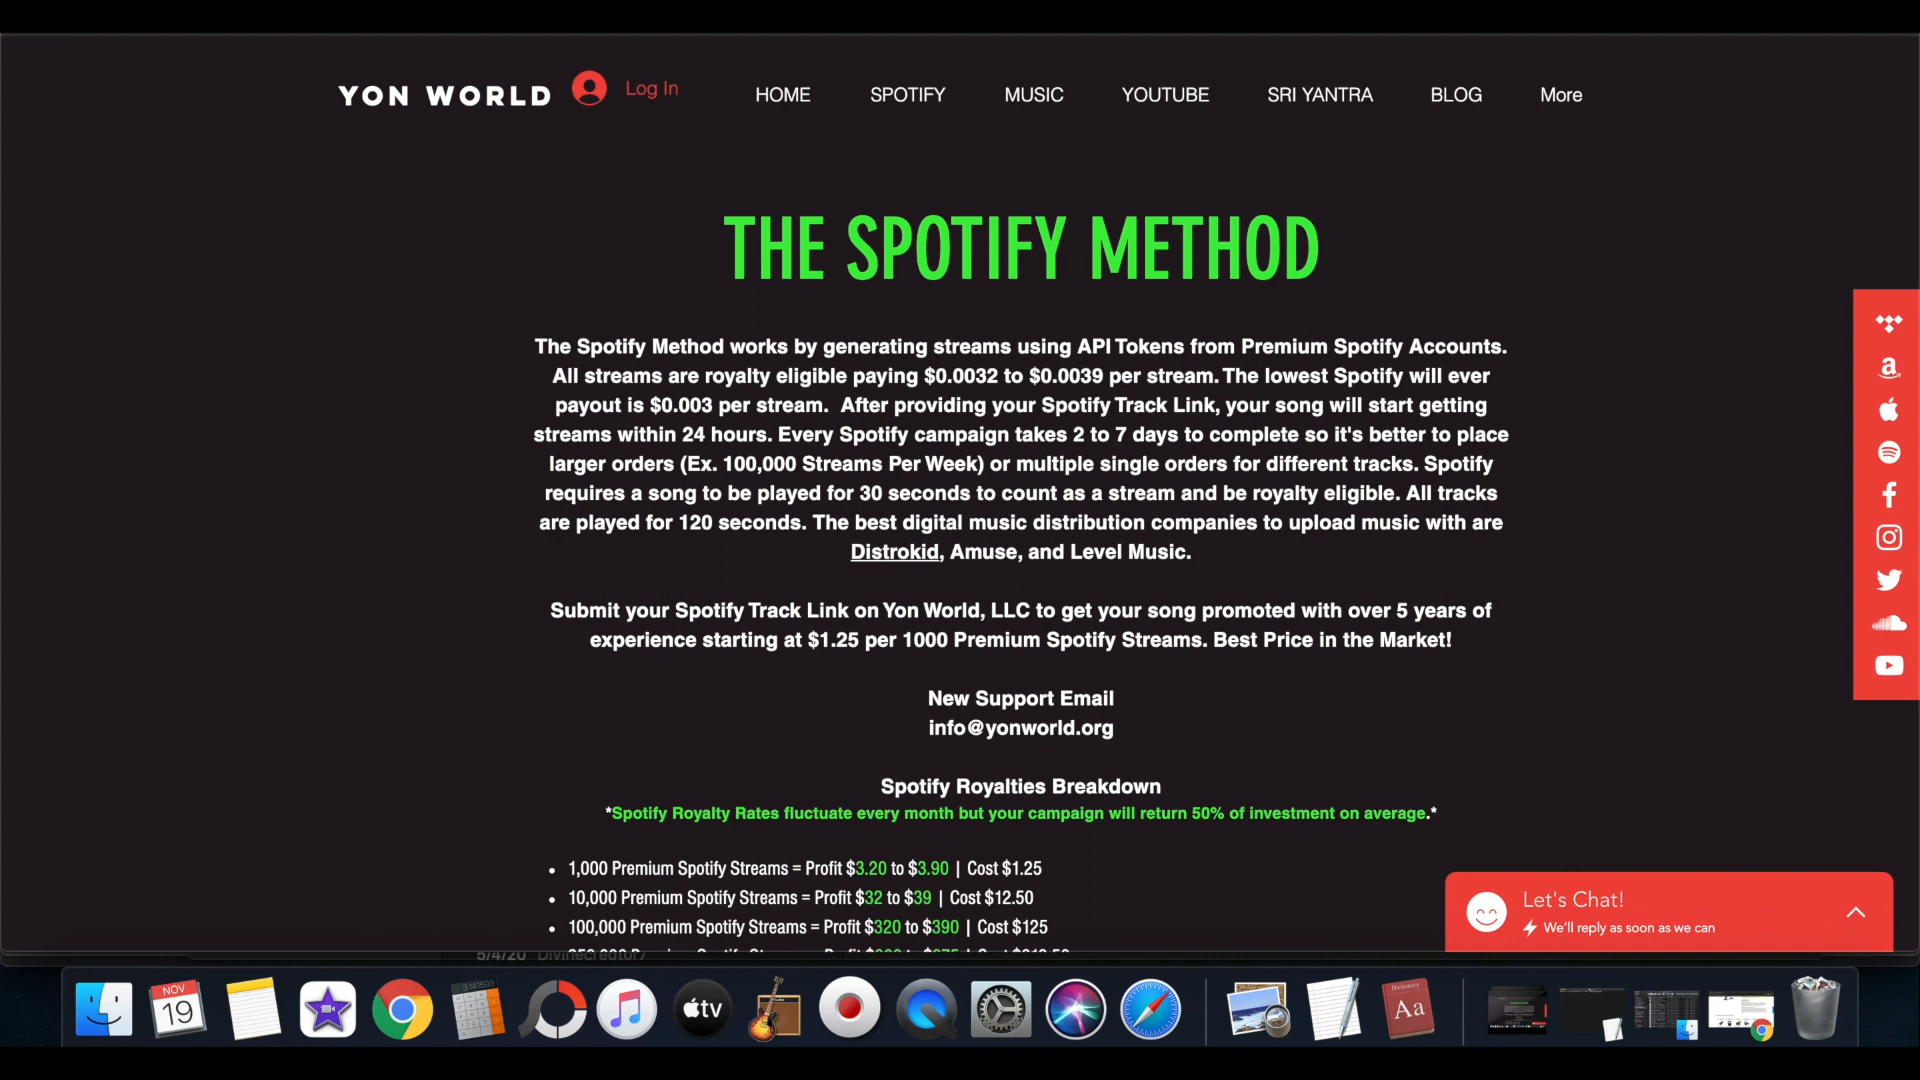 YON WORLD
Log In
HOME
SPOTIFY
MUSIC
YOUTUBE
SRI YANTRA
BLOG
More
THE SPOTIFY METHOD
The Spotify Method works by generating streams using API Tokens from Premium Spotify Accounts.
All streams are royalty eligible paying $0.0032 to $0.0039 per stream. The lowest Spotify will ever
payout is $0.003 per stream. After providing your Spotify Track Link, your song will start getting
streams within 24 hours. Every Spotify campaign takes 2 to 7 days to complete so it's better to place
larger orders (Ex. 100,000 Streams Per Week) or multiple single orders for different tracks. Spotify
requires a song to be played for 30 seconds to count as a stream and be royalty eligible. All tracks
are played for 120 seconds. The best digital music distribution companies to upload music with are
Distrokid, Amuse, and Level Music.
Submit your Spotify Track Link on Yon World, LLC to get your song promoted with over 5 years of
experience starting at $1.25 per 1000 Premium Spotify Streams. Best Price in the Market!
New Support Email
info@yonworld.org
Spotify Royalties Breakdown
*Spotify Royalty Rates fluctuate every month but your campaign will return 50% of investment on average.*
• 1,000 Premium Spotify Streams = Profit $3.20 to $3.90 | Cost $1.25
• 10,000 Premium Spotify Streams = Profit $32 to $39 | Cost $12.50
• 100,000 Premium Spotify Streams = Profit $320 to $390 | Cost $125
Let's Chat!
We'll reply as soon as we can
5/4/20 Divinecreator7
NOV
19
3.141593
tv
Dictionary
Aa